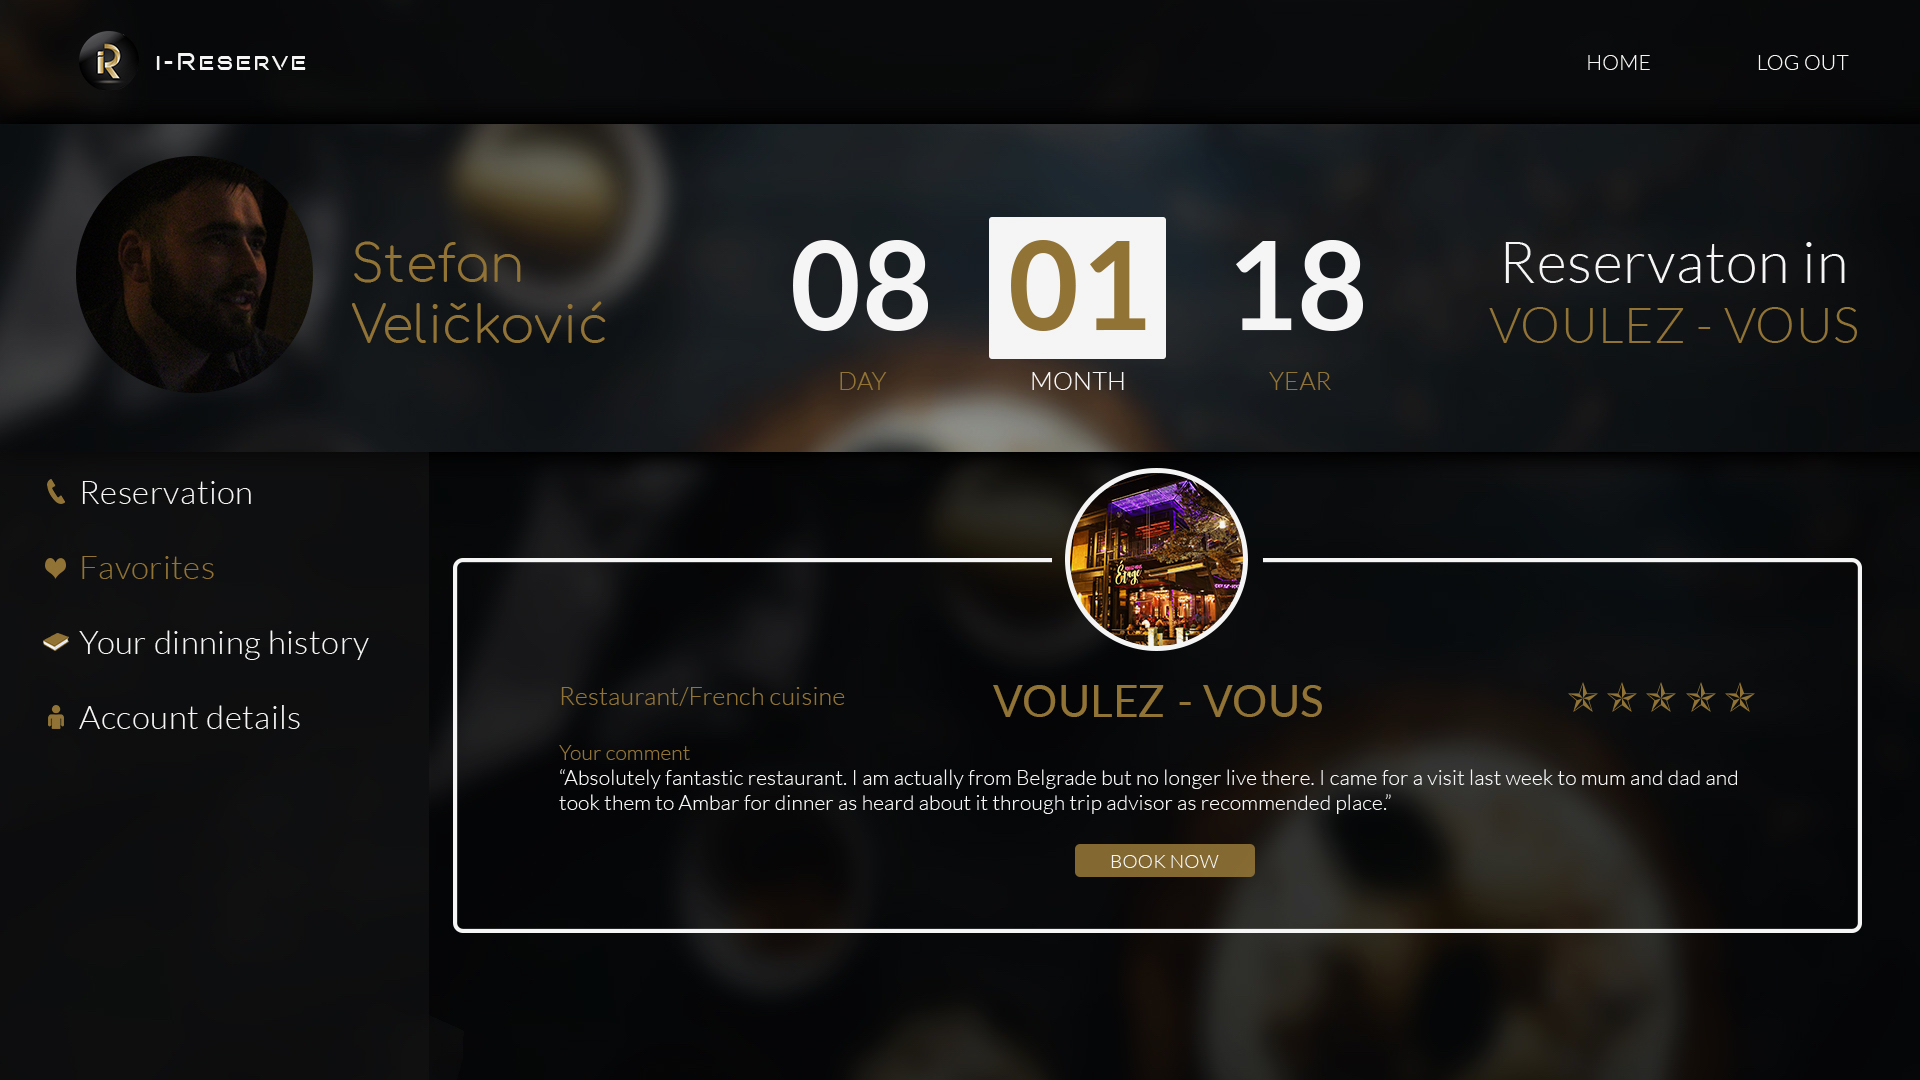 iR i-Reserve
HOME
LOG OUT
Stefan
Veličković
08 01 18
DAY MONTH YEAR
Reservaton in
VOULEZ - VOUS
Reservation
Favorites
Your dinning history
Account details
Étage
Restaurant/French cuisine
VOULEZ - VOUS
Your comment
“Absolutely fantastic restaurant. I am actually from Belgrade but no longer live there. I came for a visit last week to mum and dad and
took them to Ambar for dinner as heard about it through trip advisor as recommended place.”
BOOK NOW